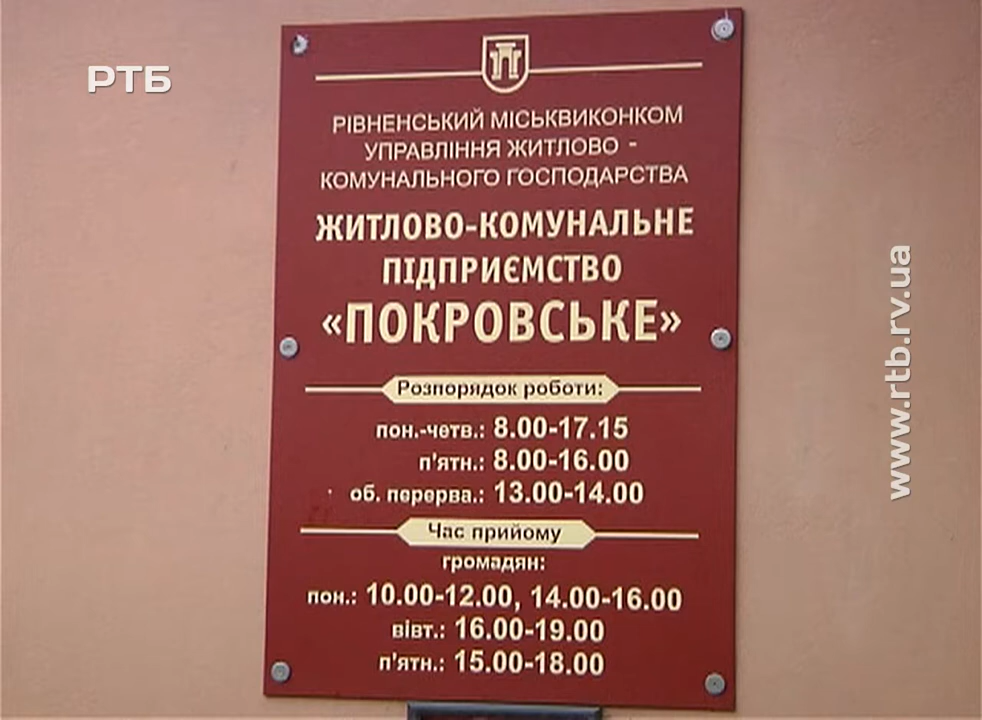 РТБ
РІВНЕНСЬКИЙ МІСЬКВИКОНКОМ
УПРАВЛІННЯ ЖИТЛОВО -
КОМУНАЛЬНОГО ГОСПОДАРСТВА
ЖИТЛОВО-КОМУНАЛЬНЕ
ПІДПРИЄМСТВО
«ПОКРОВСЬКЕ»
Розпорядок роботи:
пон.-четв.: 8.00-17.15
п'ятн.: 8.00-16.00
об. перерва.: 13.00-14.00
Час прийому
громадян:
пон.: 10.00-12.00, 14.00-16.00
вівт.: 16.00-19.00
п'ятн.: 15.00-18.00
www.rtb.rv.ua